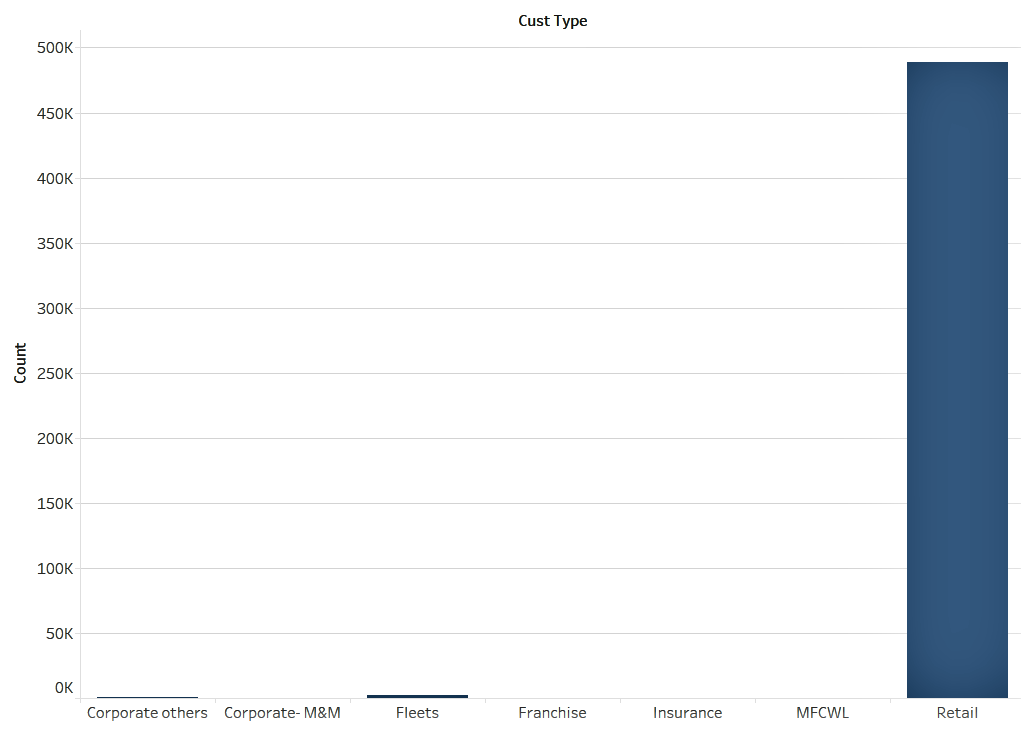 Cust Type
500K
450K
400K
350K
300K
250K
200K
150K
100K
50K
0K
Count
Corporate others
Corporate- M&M
Fleets
Franchise
Insurance
MFCWL
Retail